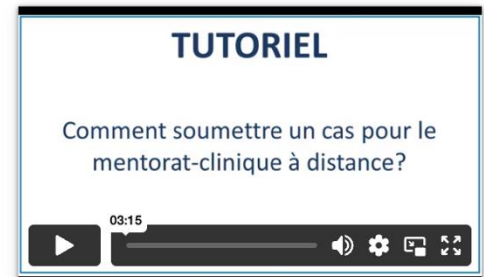 TUTORIEL
Comment soumettre un cas pour le
mentorat-clinique à distance?
03:15